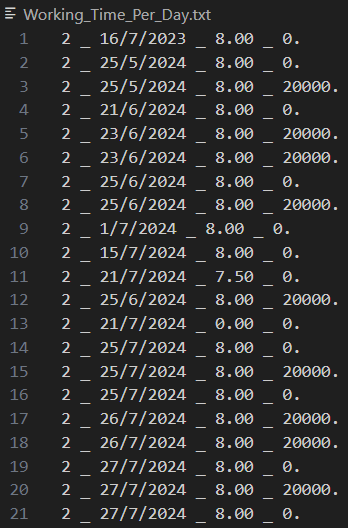 Working_Time_Per_Day.txt
1 2 _ 16/7/2023 _ 8.00 _ 0.
2 2 _ 25/5/2024 _ 8.00 _ 0.
3 2 _ 25/5/2024 _ 8.00 _ 20000.
4 2 _ 21/6/2024 _ 8.00 _ 0.
5 2 _ 23/6/2024 _ 8.00 _ 20000.
6 2 _ 23/6/2024 _ 8.00 _ 20000.
7 2 _ 25/6/2024 _ 8.00 _ 0.
8 2 _ 25/6/2024 _ 8.00 _ 20000.
9 2 _ 1/7/2024 _ 8.00 _ 0.
10 2 _ 15/7/2024 _ 8.00 _ 0.
11 2 _ 21/7/2024 _ 7.50 _ 0.
12 2 _ 25/6/2024 _ 8.00 _ 20000.
13 2 _ 21/7/2024 _ 0.00 _ 0.
14 2 _ 25/7/2024 _ 8.00 _ 0.
15 2 _ 25/7/2024 _ 8.00 _ 20000.
16 2 _ 25/7/2024 _ 8.00 _ 0.
17 2 _ 26/7/2024 _ 8.00 _ 20000.
18 2 _ 26/7/2024 _ 8.00 _ 20000.
19 2 _ 27/7/2024 _ 8.00 _ 0.
20 2 _ 27/7/2024 _ 8.00 _ 20000.
21 2 _ 27/7/2024 _ 8.00 _ 0.